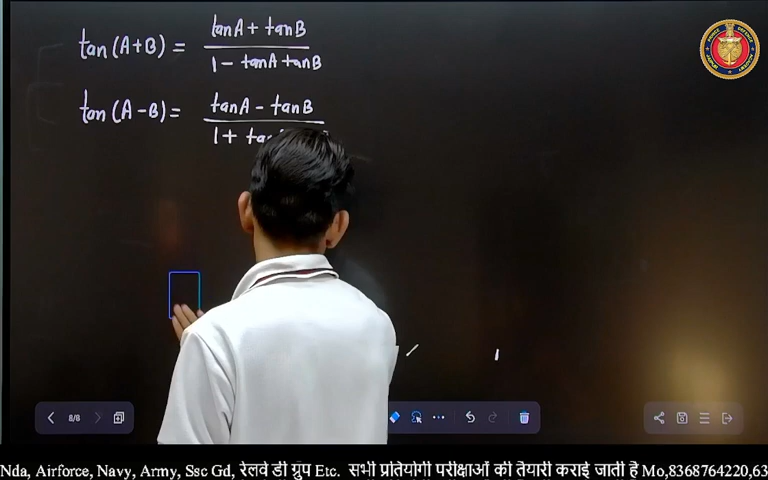 tan (A+B) = tanA + tanB / 1 - tanA tanB
tan (A-B) = tanA - tanB / 1 +
8/8
Nda, Airforce, Navy, Army, Ssc Gd, रेलवे डी ग्रुप Etc. सभी प्रतियोगी परीक्षाओं की तैयारी कराई जाती है Mo,8368764220,63